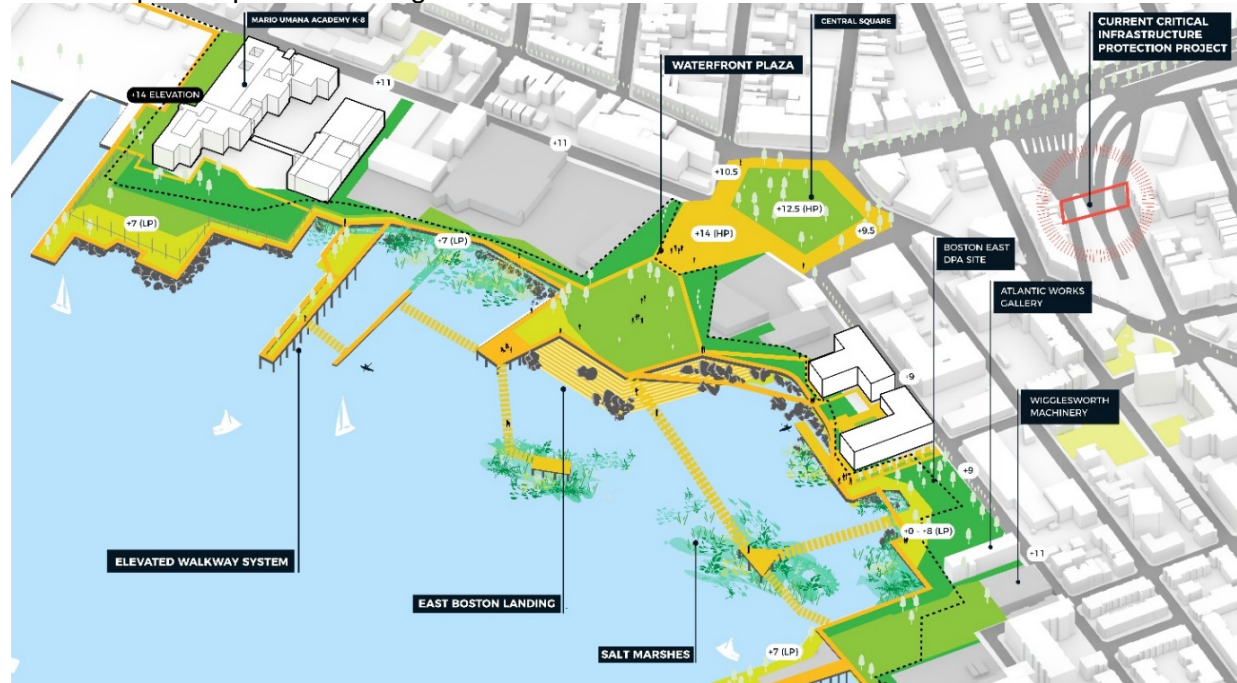 MARIO UMANA ACADEMY K-8
CENTRAL SQUARE
CURRENT CRITICAL
INFRASTRUCTURE
PROTECTION PROJECT
WATERFRONT PLAZA
+11
+14 ELEVATION
+11
+10.5
+12.5 (HP)
+7 (LP)
+7 (LP)
+14 (HP)
+9.5
BOSTON EAST
DPA SITE
ATLANTIC WORKS
GALLERY
+9
WIGGLESWORTH
MACHINERY
+9
+0 - +8 (LP)
+11
ELEVATED WALKWAY SYSTEM
EAST BOSTON LANDING
SALT MARSHES
+7 (LP)